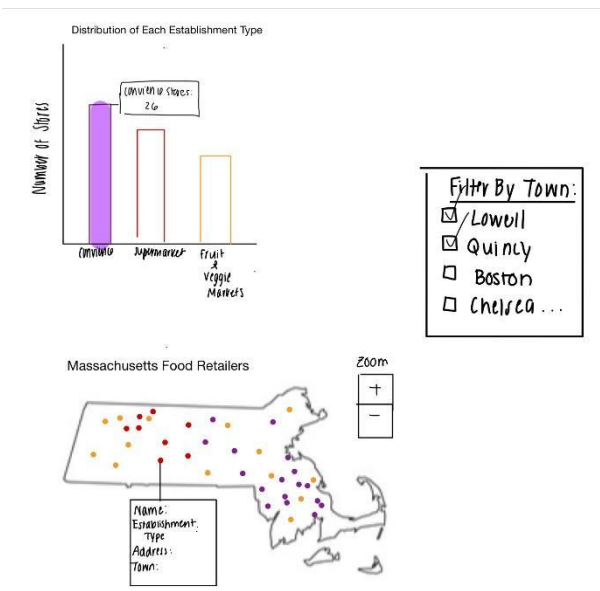 Distribution of Each Establishment Type
Number of Stores
Convienice Stores:
26
Convienice
Supermarket
Fruit
&
Veggie
Markets
Filter By Town:
Lowell
Quincy
Boston
Chelsea ...
Massachusetts Food Retailers
Zoom
+
-
Name:
Establishment
Type
Address:
Town: